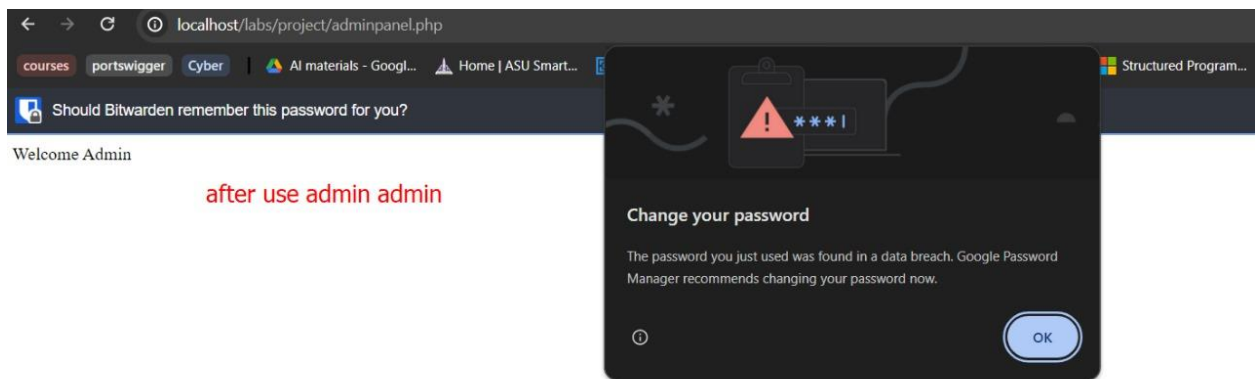 localhost/labs/project/adminpanel.php
courses portswigger Cyber AI materials - Googl... Home | ASU Smart... Structured Program...
Should Bitwarden remember this password for you?
Welcome Admin
after use admin admin
***
Change your password
The password you just used was found in a data breach. Google Password
Manager recommends changing your password now.
OK